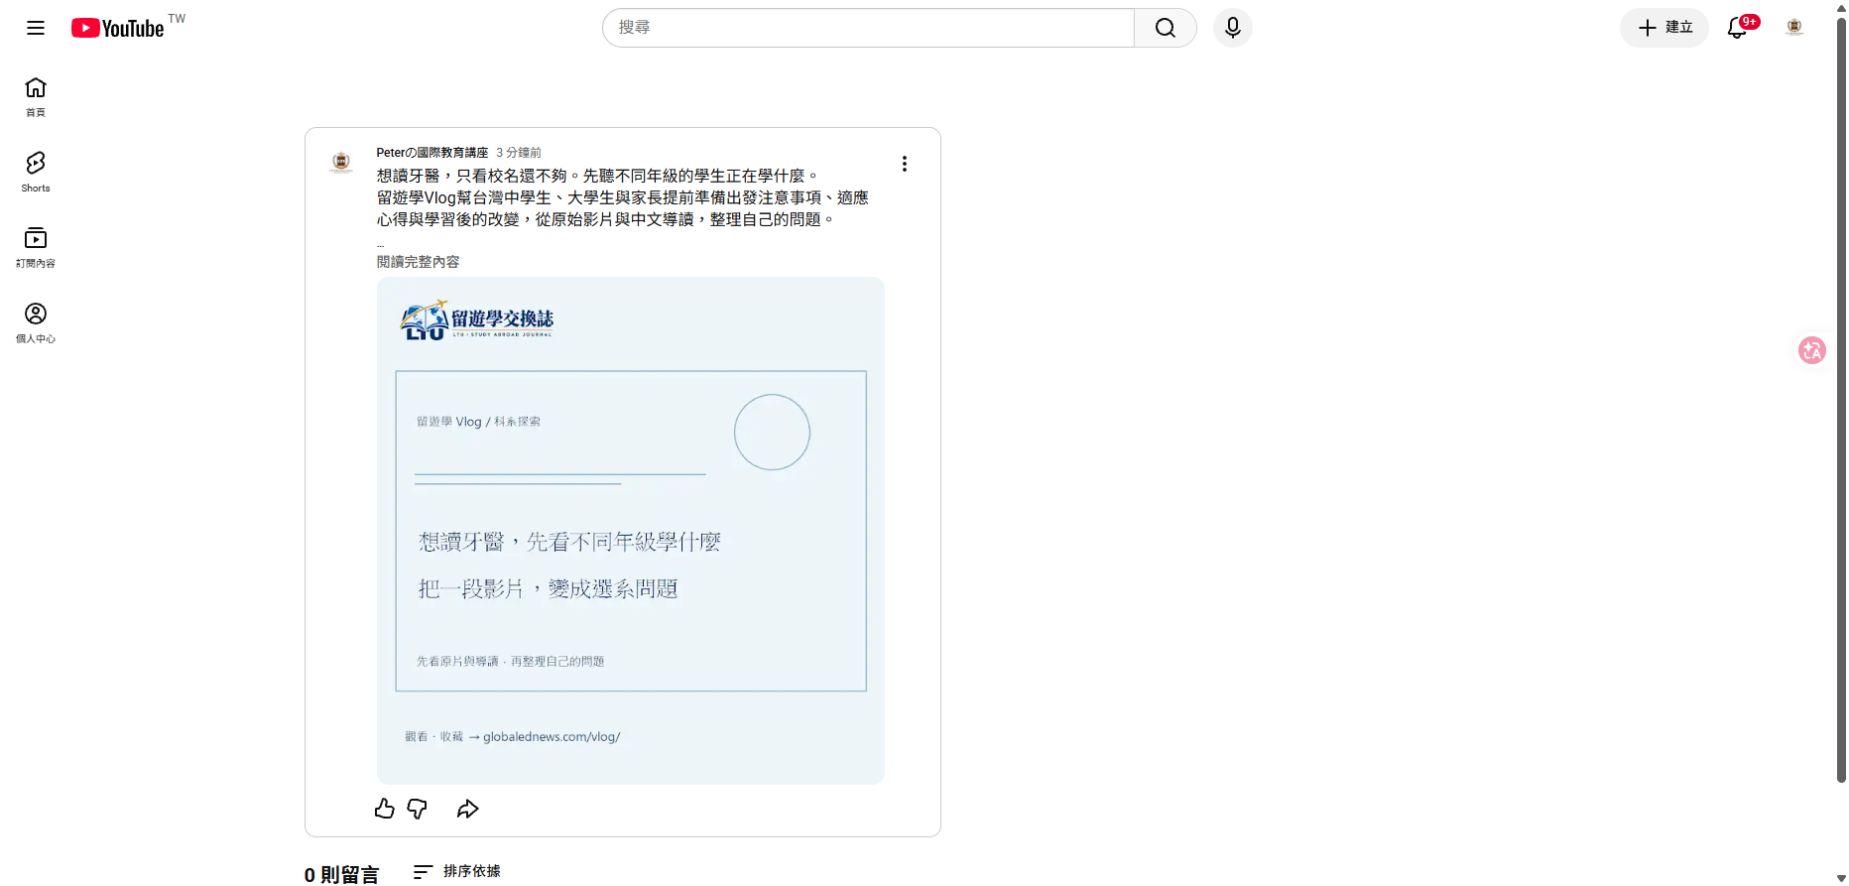 YouTube TW
搜尋
建立
9+
首頁
Shorts
訂閱內容
個人中心
Peterの國際教育講座 3 分鐘前
想讀牙醫，只看校名還不夠。先聽不同年級的學生正在學什麼。
留遊學Vlog幫台灣中學生、大學生與家長提前準備出發注意事項、適應
心得與學習後的改變，從原始影片與中文導讀，整理自己的問題。
...
閱讀完整內容
留遊學交換誌
LTU · STUDY ABROAD JOURNAL
留遊學 Vlog / 科系探索
想讀牙醫，先看不同年級學什麼
把一段影片，變成選系問題
先看原片與導讀 · 再整理自己的問題
觀看 · 收藏 → globalednews.com/vlog/
0 則留言
排序依據